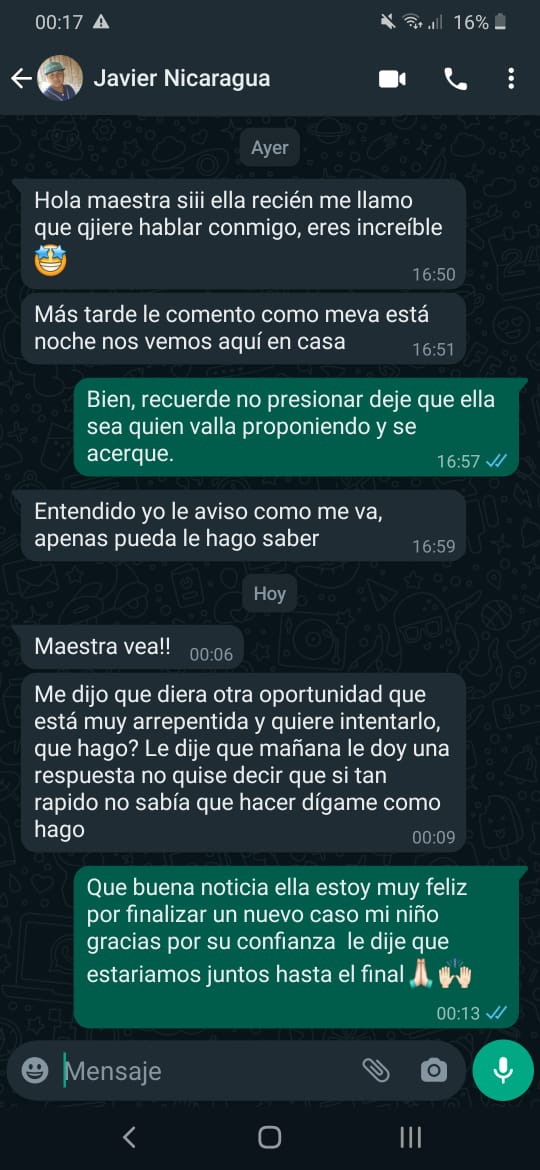 00:17
16%
Javier Nicaragua
Ayer
Hola maestra siii ella recién me llamo
que qjiere hablar conmigo, eres increíble
🤩
16:50
Más tarde le comento como meva está
noche nos vemos aquí en casa
16:51
Bien, recuerde no presionar deje que ella
sea quien valla proponiendo y se
acerque.
16:57
Entendido yo le aviso como me va,
apenas pueda le hago saber
16:59
Hoy
Maestra vea!!
00:06
Me dijo que diera otra oportunidad que
está muy arrepentida y quiere intentarlo,
que hago? Le dije que mañana le doy una
respuesta no quise decir que si tan
rapido no sabía que hacer dígame como
hago
00:09
Que buena noticia ella estoy muy feliz
por finalizar un nuevo caso mi niño
gracias por su confianza le dije que
estariamos juntos hasta el final 🙏🏻🙌🏻
00:13
Mensaje